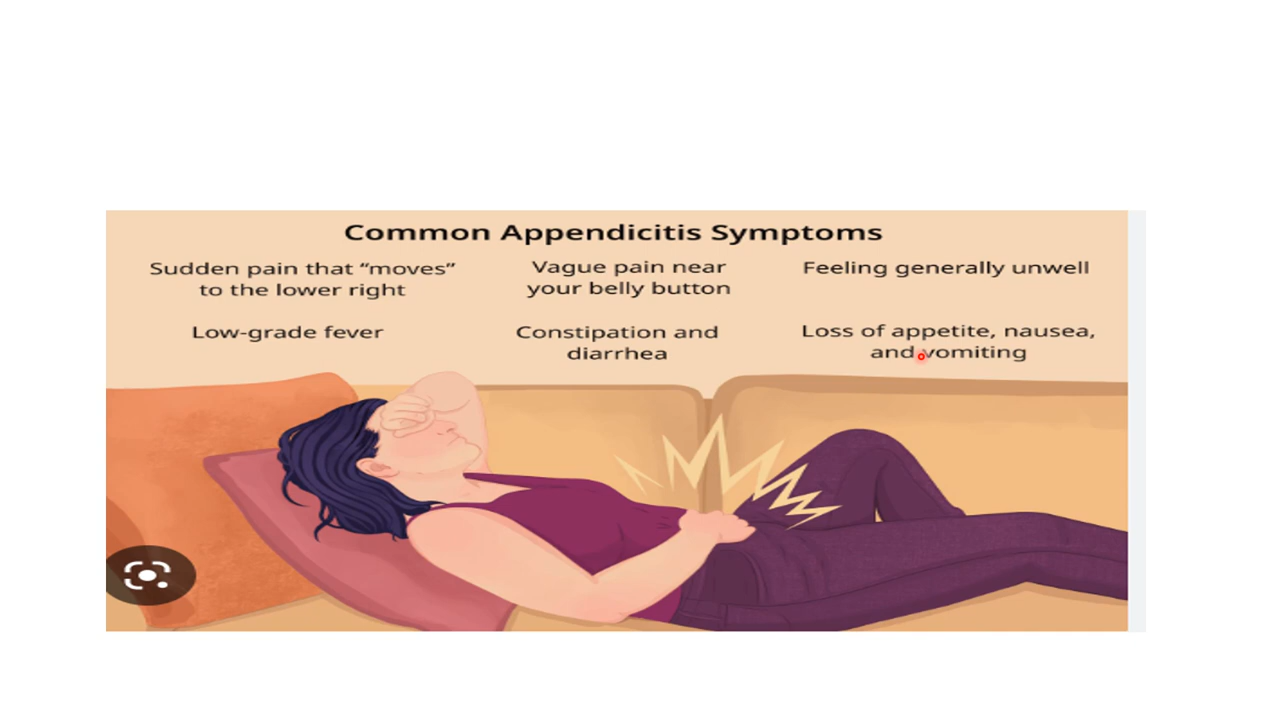 Common Appendicitis Symptoms
Sudden pain that “moves”
to the lower right
Vague pain near
your belly button
Feeling generally unwell
Low-grade fever
Constipation and
diarrhea
Loss of appetite, nausea,
and vomiting